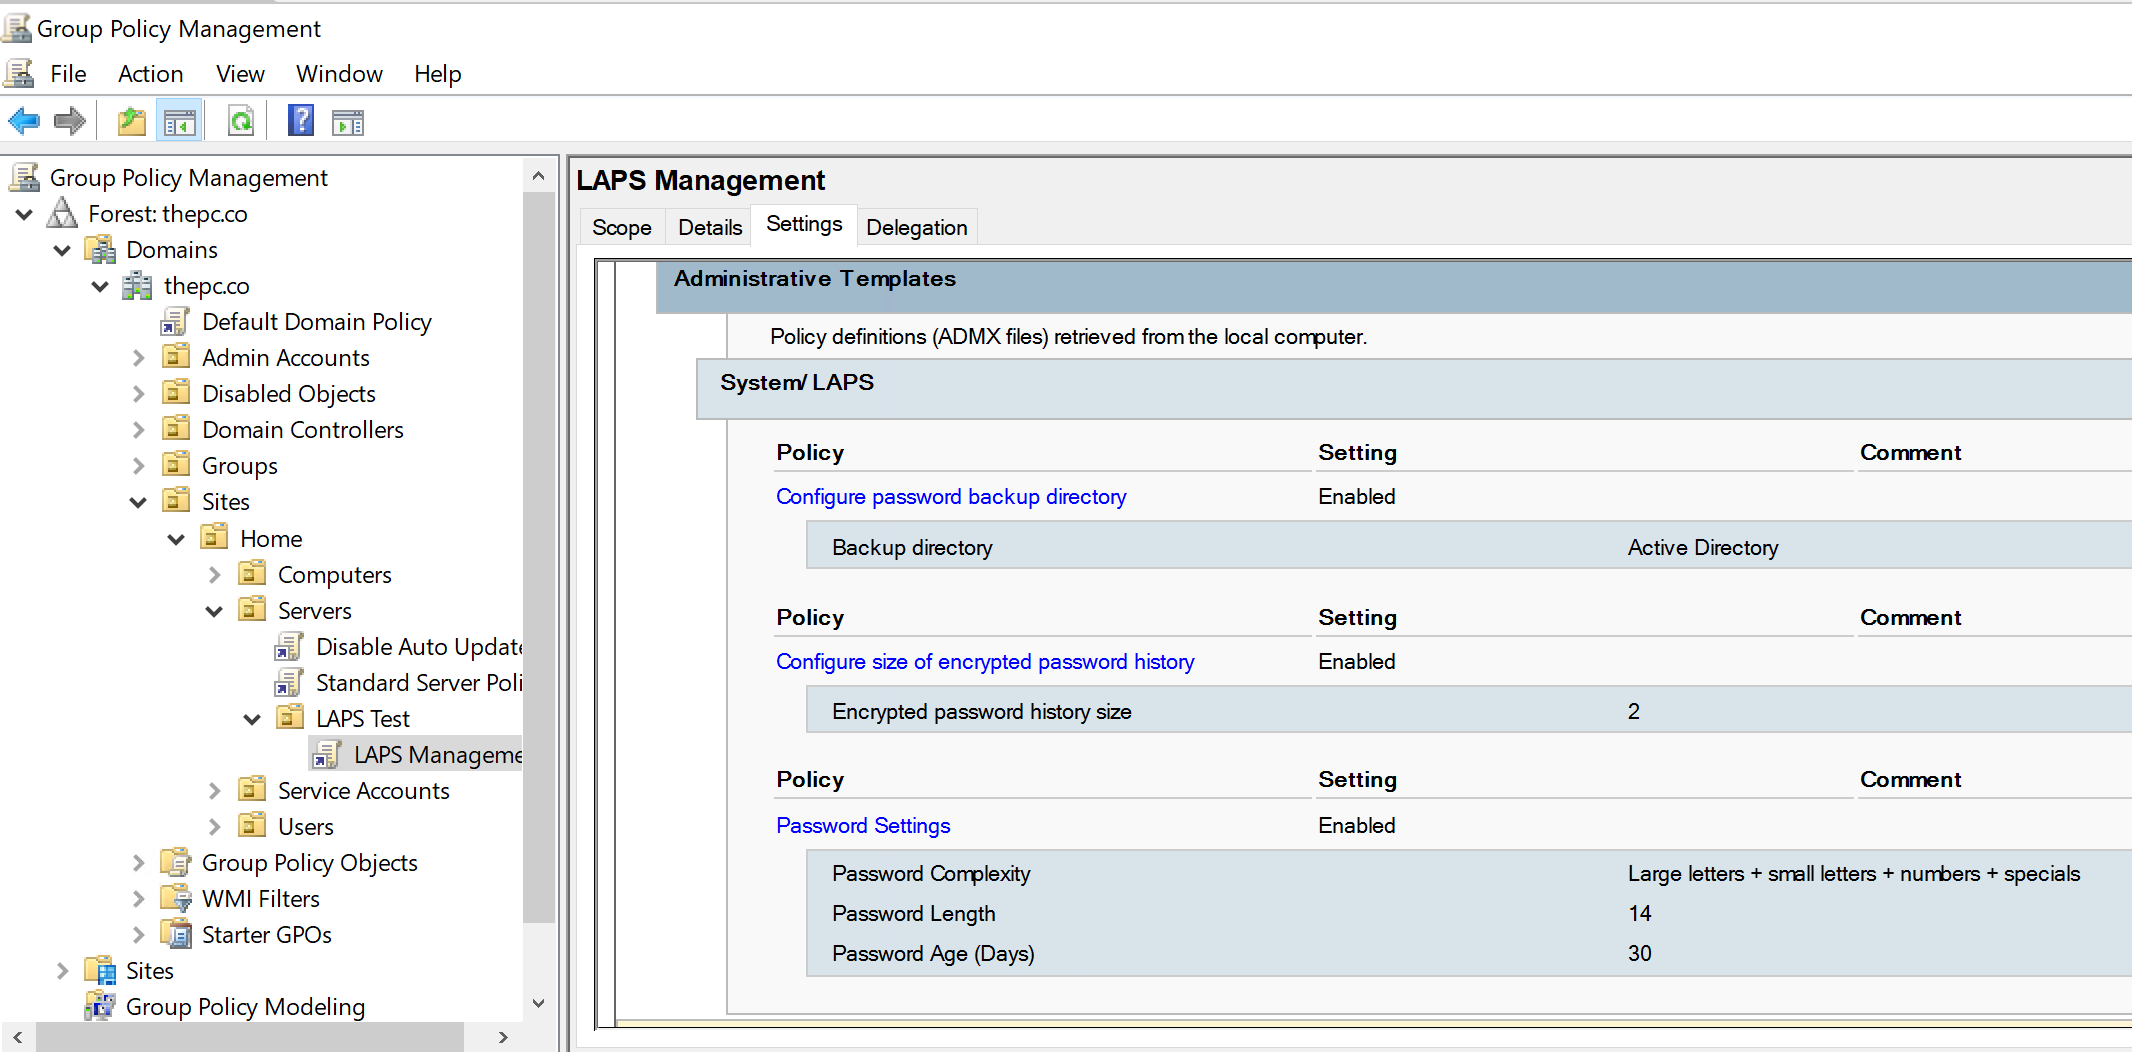 Group Policy Management
File Action View Window Help
Group Policy Management
Forest: thepc.co
Domains
thepc.co
Default Domain Policy
Admin Accounts
Disabled Objects
Domain Controllers
Groups
Sites
Home
Computers
Servers
Disable Auto Update
Standard Server Poli
LAPS Test
LAPS Manageme
Service Accounts
Users
Group Policy Objects
WMI Filters
Starter GPOs
Sites
Group Policy Modeling
LAPS Management
Scope Details Settings Delegation
Administrative Templates
Policy definitions (ADMX files) retrieved from the local computer.
System/ LAPS
Policy Setting Comment
Configure password backup directory Enabled
Backup directory Active Directory
Policy Setting Comment
Configure size of encrypted password history Enabled
Encrypted password history size 2
Policy Setting Comment
Password Settings Enabled
Password Complexity Large letters + small letters + numbers + specials
Password Length 14
Password Age (Days) 30